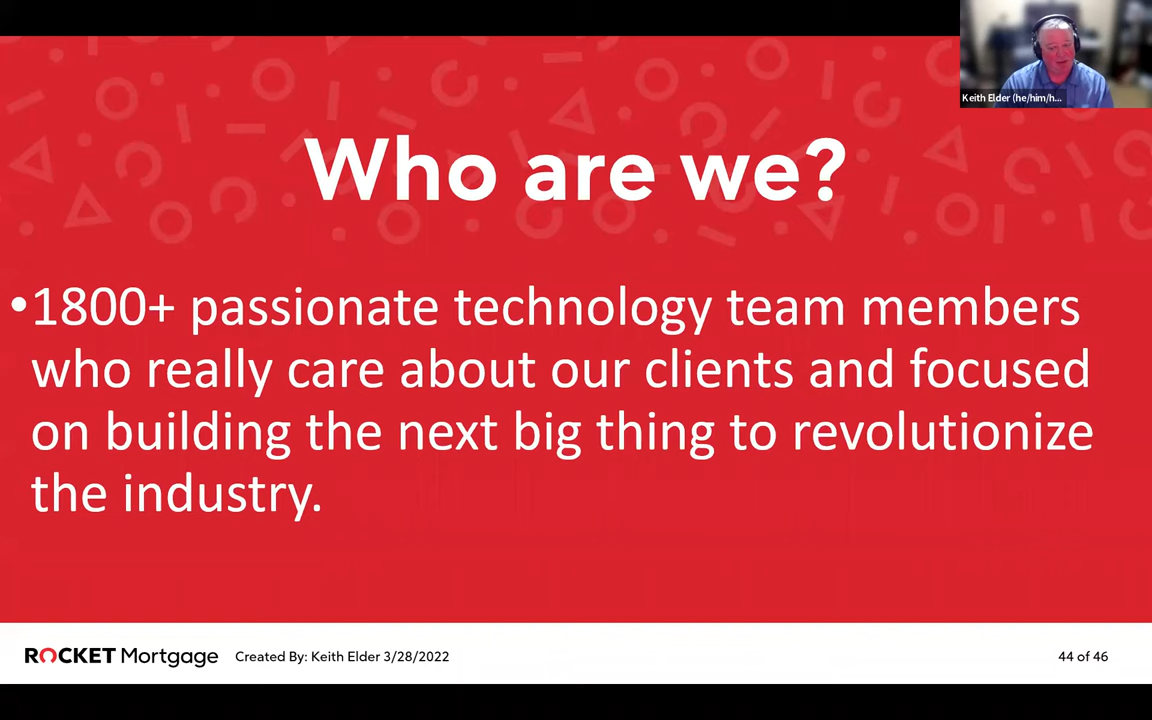 Keith Elder (he/him/h...
Who are we?
•1800+ passionate technology team members
who really care about our clients and focused
on building the next big thing to revolutionize
the industry.
ROCKET Mortgage Created By: Keith Elder 3/28/2022 44 of 46